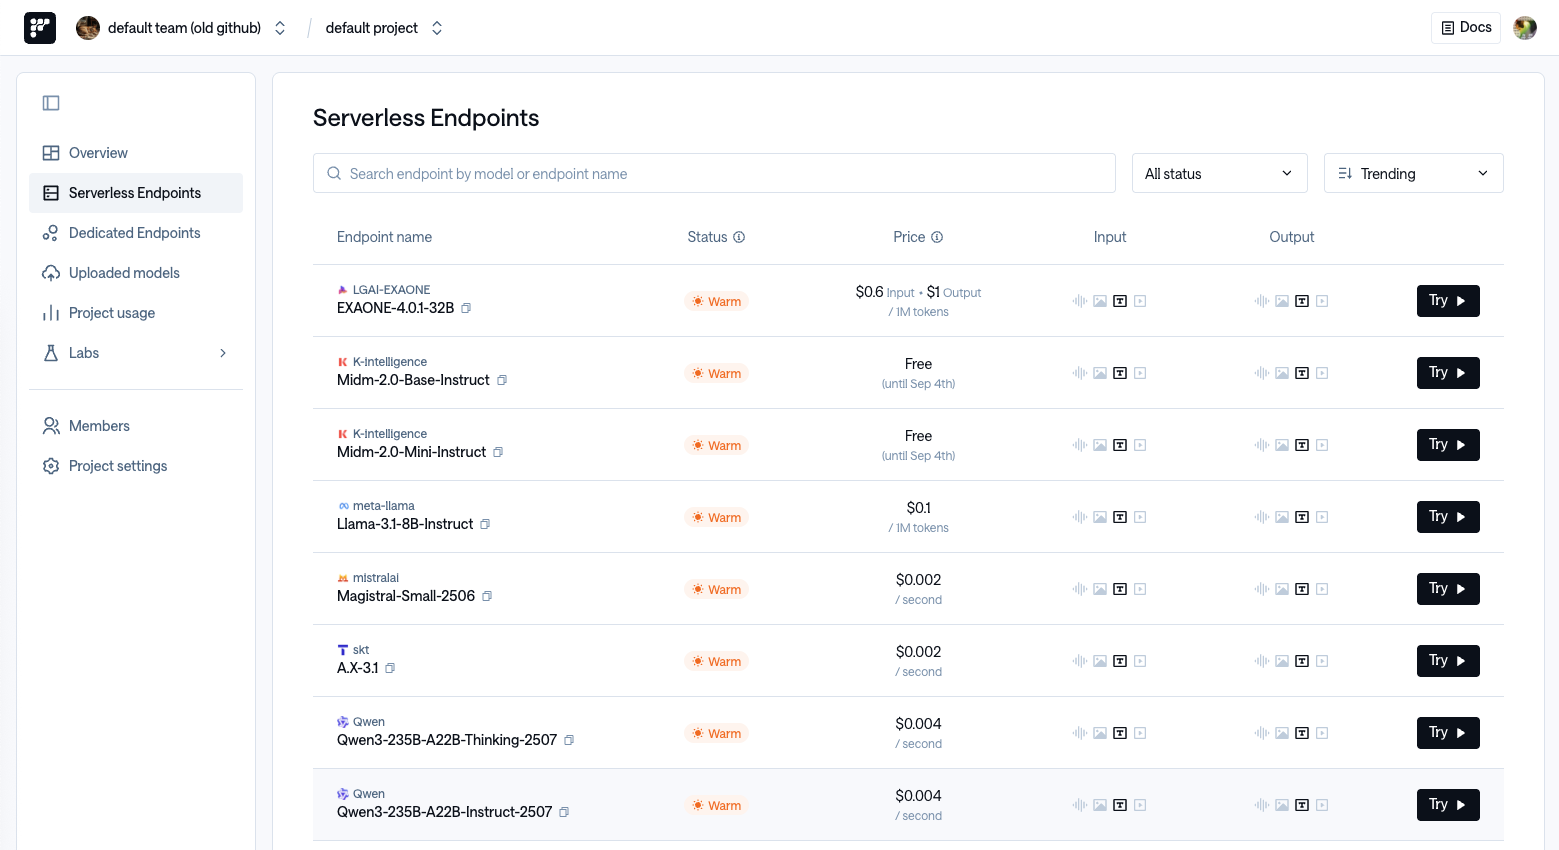 default team (old github)
/
default project
Docs
Overview
Serverless Endpoints
Dedicated Endpoints
Uploaded models
Project usage
Labs
Members
Project settings
Serverless Endpoints
Search endpoint by model or endpoint name
All status
Trending
Endpoint name Status Price Input Output
LGAI-EXAONE
EXAONE-4.0.1-32B
Warm
$0.6 Input • $1 Output
/ 1M tokens
Try
K-intelligence
Midm-2.0-Base-Instruct
Warm
Free
(until Sep 4th)
Try
K-intelligence
Midm-2.0-Mini-Instruct
Warm
Free
(until Sep 4th)
Try
meta-llama
Llama-3.1-8B-Instruct
Warm
$0.1
/ 1M tokens
Try
mistralai
Magistral-Small-2506
Warm
$0.002
/ second
Try
skt
A.X-3.1
Warm
$0.002
/ second
Try
Qwen
Qwen3-235B-A22B-Thinking-2507
Warm
$0.004
/ second
Try
Qwen
Qwen3-235B-A22B-Instruct-2507
Warm
$0.004
/ second
Try